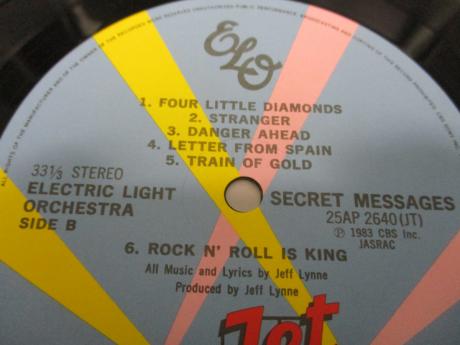 ELO
1. FOUR LITTLE DIAMONDS
2. STRANGER
3. DANGER AHEAD
4. LETTER FROM SPAIN
5. TRAIN OF GOLD
33 1/3 STEREO
ELECTRIC LIGHT
ORCHESTRA
SIDE B
SECRET MESSAGES
25AP 2640(JT)
Ⓟ 1983 CBS Inc.
JASRAC
6. ROCK N' ROLL IS KING
All Music and Lyrics by Jeff Lynne
Produced by Jeff Lynne
Jet